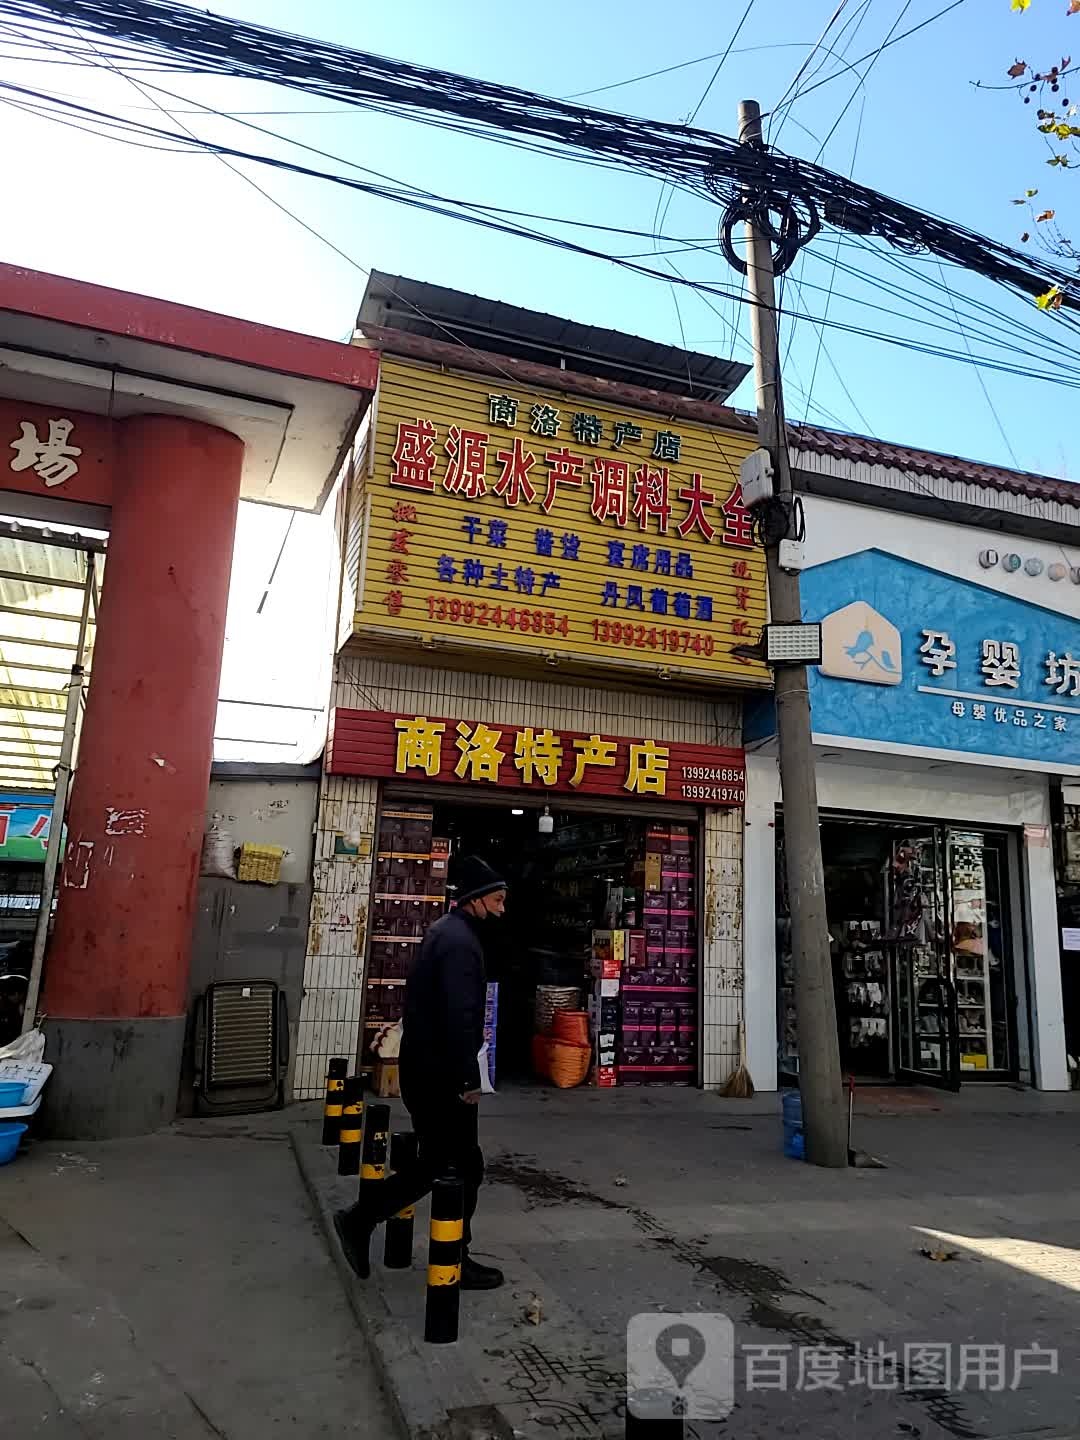 場
商洛特产店
盛源水产调料大全
批发零售
干菜 酱货 宴席用品
各种土特产 丹凤葡萄酒
13992446854 13992419740
现货配
商洛特产店
13992446854
13992419740
孕婴坊
母婴优品之家
百度地图用户